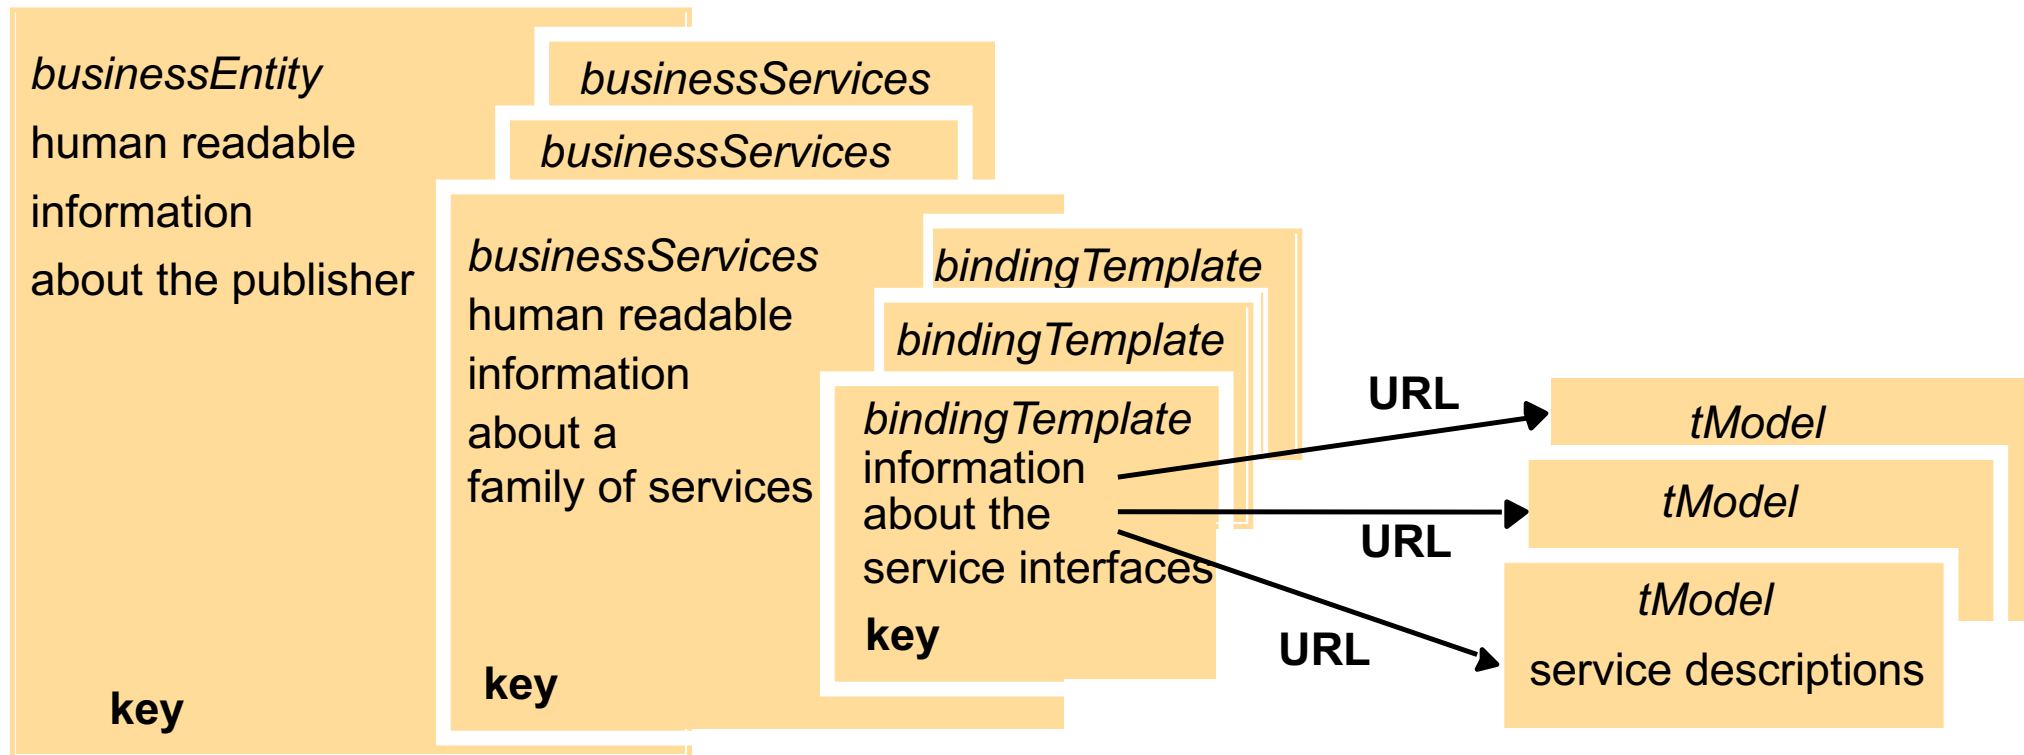 businessEntity
human readable
information
about the publisher
key
businessServices
businessServices
businessServices
human readable
information
about a
family of services
key
bindingTemplate
bindingTemplate
bindingTemplate
information
about the
service interfaces
key
URL
URL
URL
tModel
tModel
tModel
service descriptions